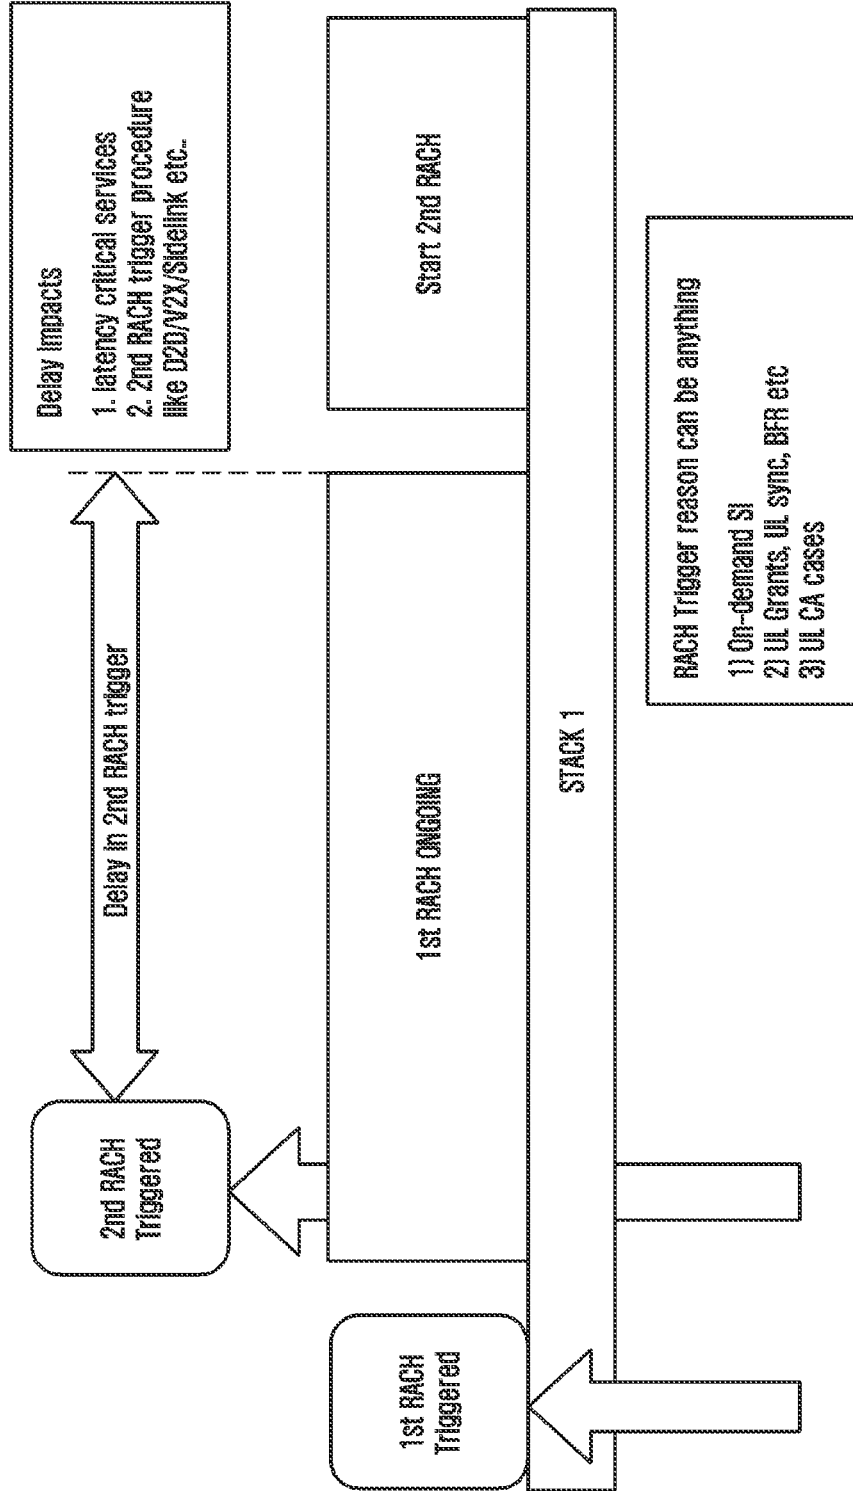 2nd RACH
Triggered
Delay in 2nd RACH trigger
Delay Impacts
1. latency critical services
2. 2nd RACH trigger procedure
like D2D/V2X/Sidelink etc..
1st RACH
Triggered
1st RACH ONGOING
Start 2nd RACH
STACK 1
RACH Trigger reason can be anything
1) On-demand SI
2) UL Grants, UL sync, BFR etc
3) UL CA cases